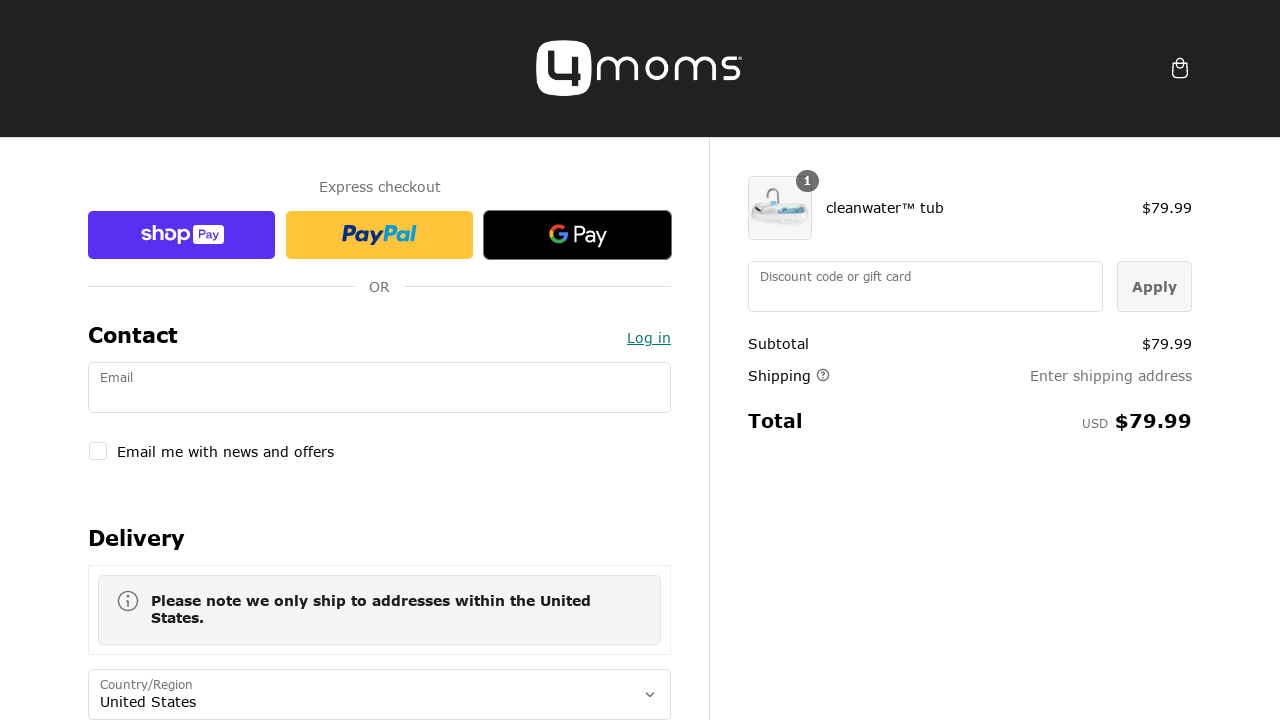 4moms
Express checkout
shop Pay
PayPal
G Pay
OR
Contact
Log in
Email
Email me with news and offers
Delivery
Please note we only ship to addresses within the United
States.
Country/Region
United States
1
cleanwater™ tub
$79.99
Discount code or gift card
Apply
Subtotal
$79.99
Shipping
Enter shipping address
Total
USD $79.99